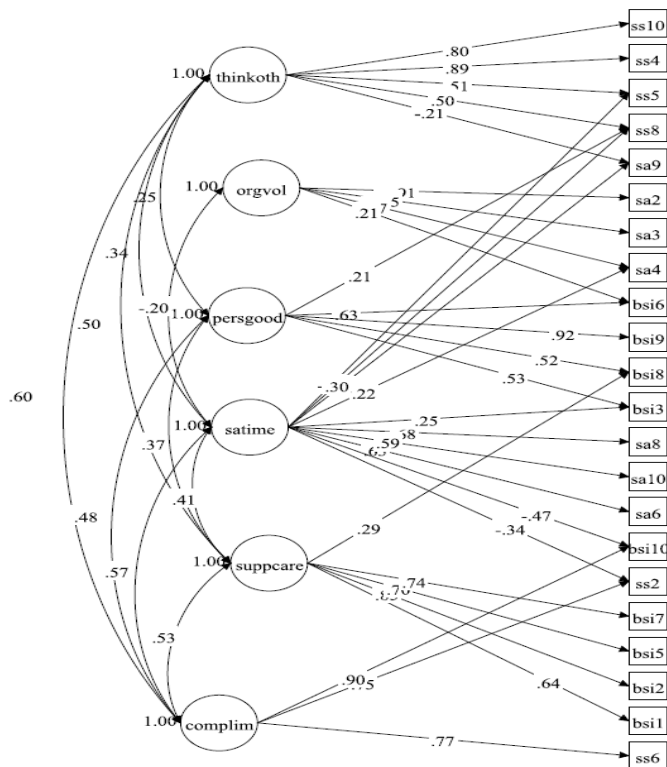 ss10
.80
ss4
.89
1.00
thinkoth
.51
ss5
.50
-.21
ss8
sa9
1.00
orgvol
sa2
.25
.21
sa3
.34
sa4
.21
bsi6
-.20
1.00
persgood
.63
.50
.92
bsi9
.52
bsi8
-.30
.22
.53
.60
bsi3
1.00
satime
.25
.37
.59
sa8
sa10
.41
sa6
.48
-.47
.29
-.34
bsi10
1.00
suppcare
.57
ss2
.74
bsi7
.53
bsi5
.90
.64
bsi2
1.00
complim
bsi1
.77
ss6